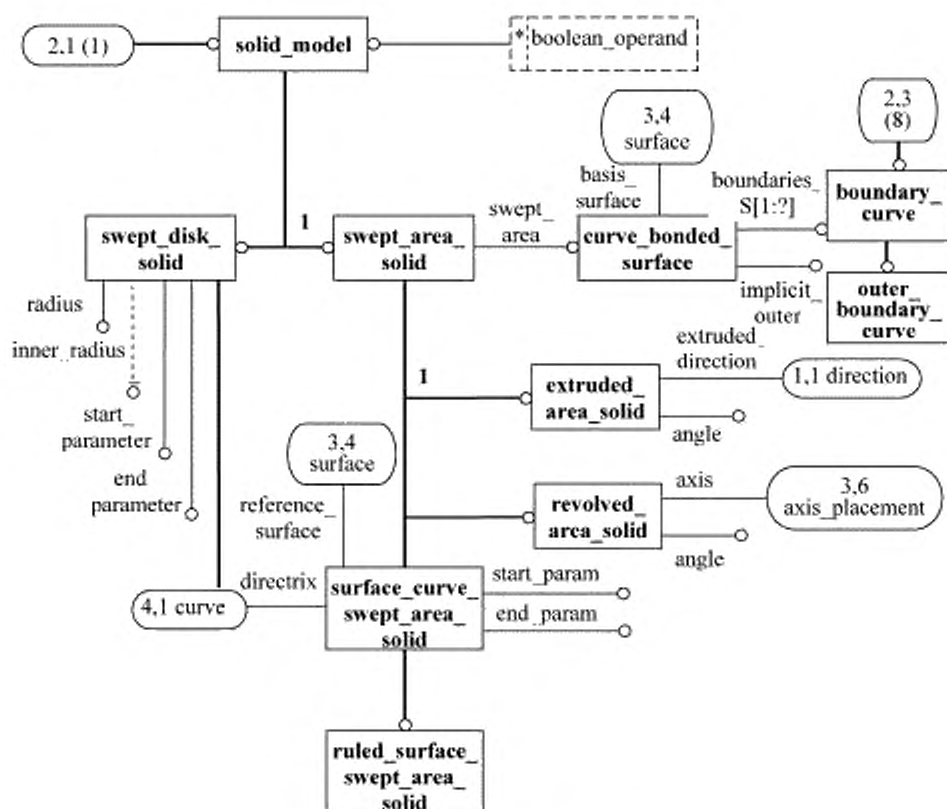 2,1 (1)
solid_model
* boolean_operand
3,4
surface
2,3
(8)
basis_
surface
boundaries_
S[1:?]
boundary_
curve
swept_disk_
solid
1
swept_area_
solid
swept_
area
curve_bonded_
surface
implicit_
outer
outer_
boundary_
curve
radius
inner_radius
start_
parameter
end
parameter
1
extruded_
area_solid
extruded_
direction
1,1 direction
angle
3,4
surface
reference_
surface
revolved_
area_solid
axis
3,6
axis_placement
angle
4,1 curve
directrix
surface_curve_
swept_area_
solid
start_param
end_param
ruled_surface_
swept_area_
solid